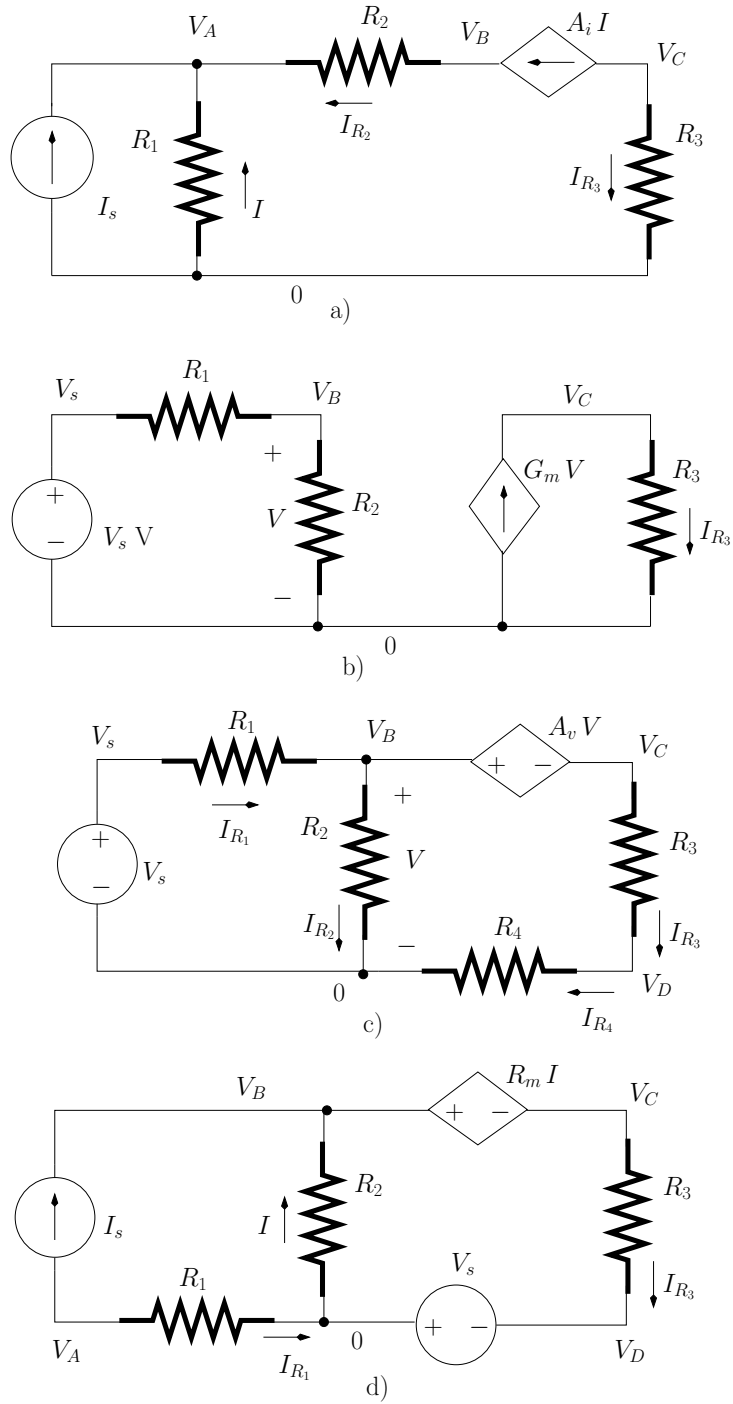 V_A R_2 V_B A_i I V_C
I_{R_2}
R_1 R_3
I_{R_3}
I_s I
0
a)
V_s R_1 V_B V_C
+
G_m V R_3
+ R_2
V
− V_s V I_{R_3}
−
0
b)
V_s R_1 V_B A_v V V_C
+ −
+
I_{R_1} R_2
+ V R_3
− V_s
I_{R_2} − R_4 I_{R_3}
0 V_D
I_{R_4}
c)
V_B R_m I V_C
+ −
R_2 R_3
I_s I
R_1 V_s I_{R_3}
+ −
V_A I_{R_1} 0 V_D
d)